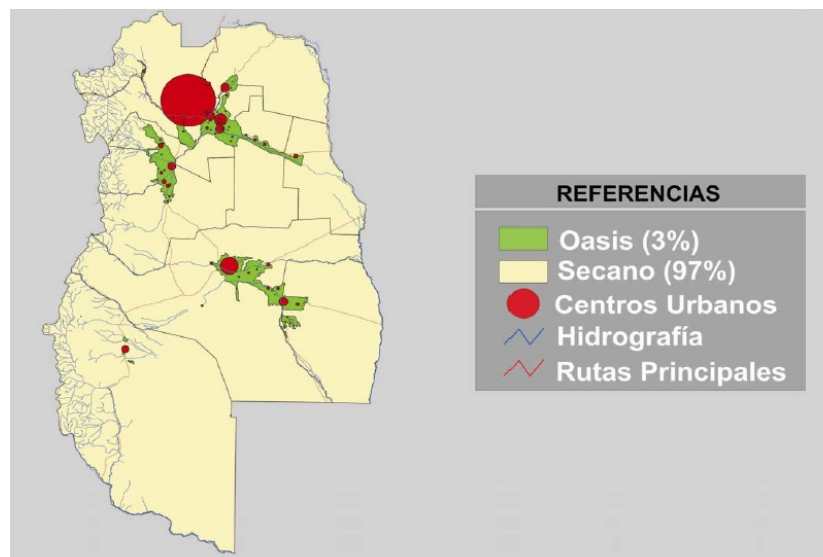 REFERENCIAS
Oasis (3%)
Secano (97%)
Centros Urbanos
Hidrografía
Rutas Principales